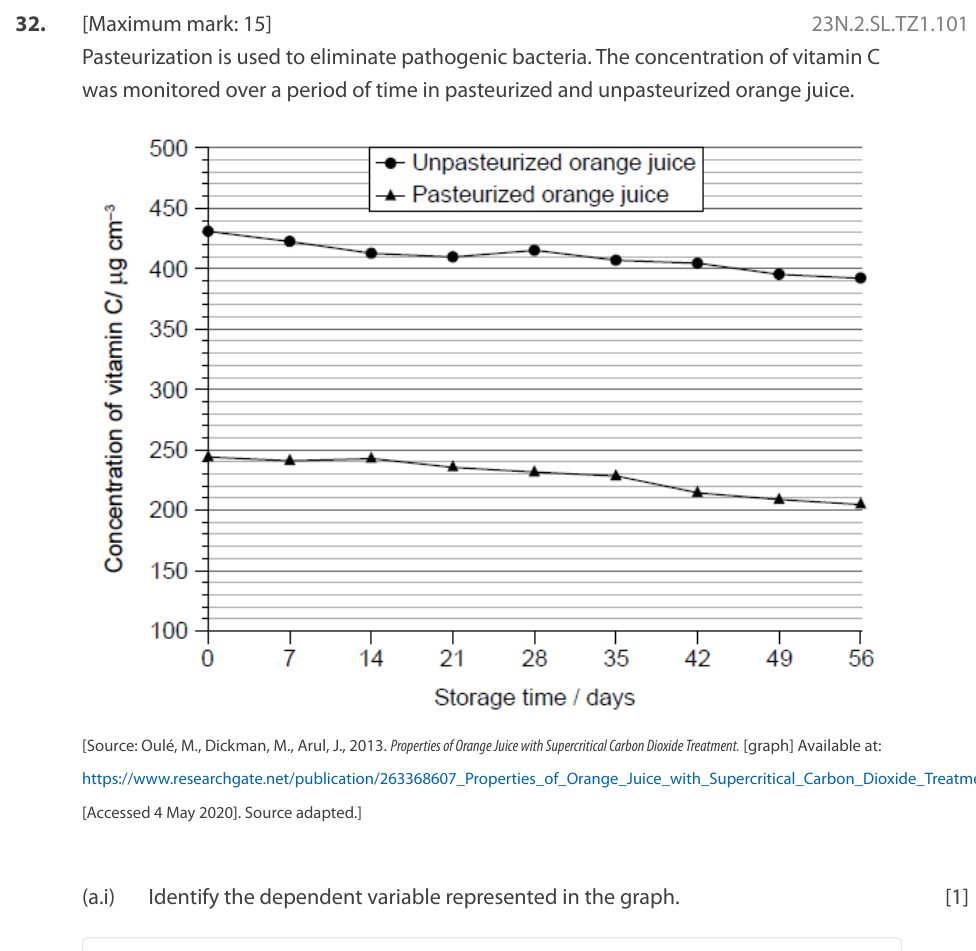 32. [Maximum mark: 15] 23N.2.SL.TZ1.101
Pasteurization is used to eliminate pathogenic bacteria. The concentration of vitamin C
was monitored over a period of time in pasteurized and unpasteurized orange juice.
Unpasteurized orange juice
Pasteurized orange juice
500
450
400
350
300
250
200
150
100
Concentration of vitamin C/ μg cm⁻³
0 7 14 21 28 35 42 49 56
Storage time / days
[Source: Oulé, M., Dickman, M., Arul, J., 2013. Properties of Orange Juice with Supercritical Carbon Dioxide Treatment. [graph] Available at:
https://www.researchgate.net/publication/263368607_Properties_of_Orange_Juice_with_Supercritical_Carbon_Dioxide_Treatme
[Accessed 4 May 2020]. Source adapted.]
(a.i) Identify the dependent variable represented in the graph. [1]